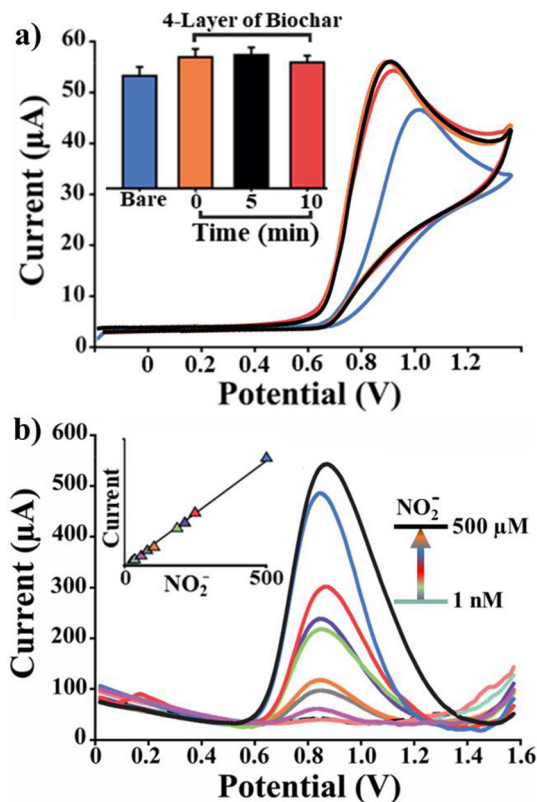 a)
4-Layer of Biochar
Bare 0 5 10
Time (min)
Current (µA)
60
50
40
30
20
10
0
0 0.2 0.4 0.6 0.8 1.0 1.2
Potential (V)
b)
Current (µA)
600
500
400
300
200
100
0
Current
0 500
NO₂⁻
NO₂⁻
500 µM
1 nM
0 0.2 0.4 0.6 0.8 1.0 1.2 1.4 1.6
Potential (V)